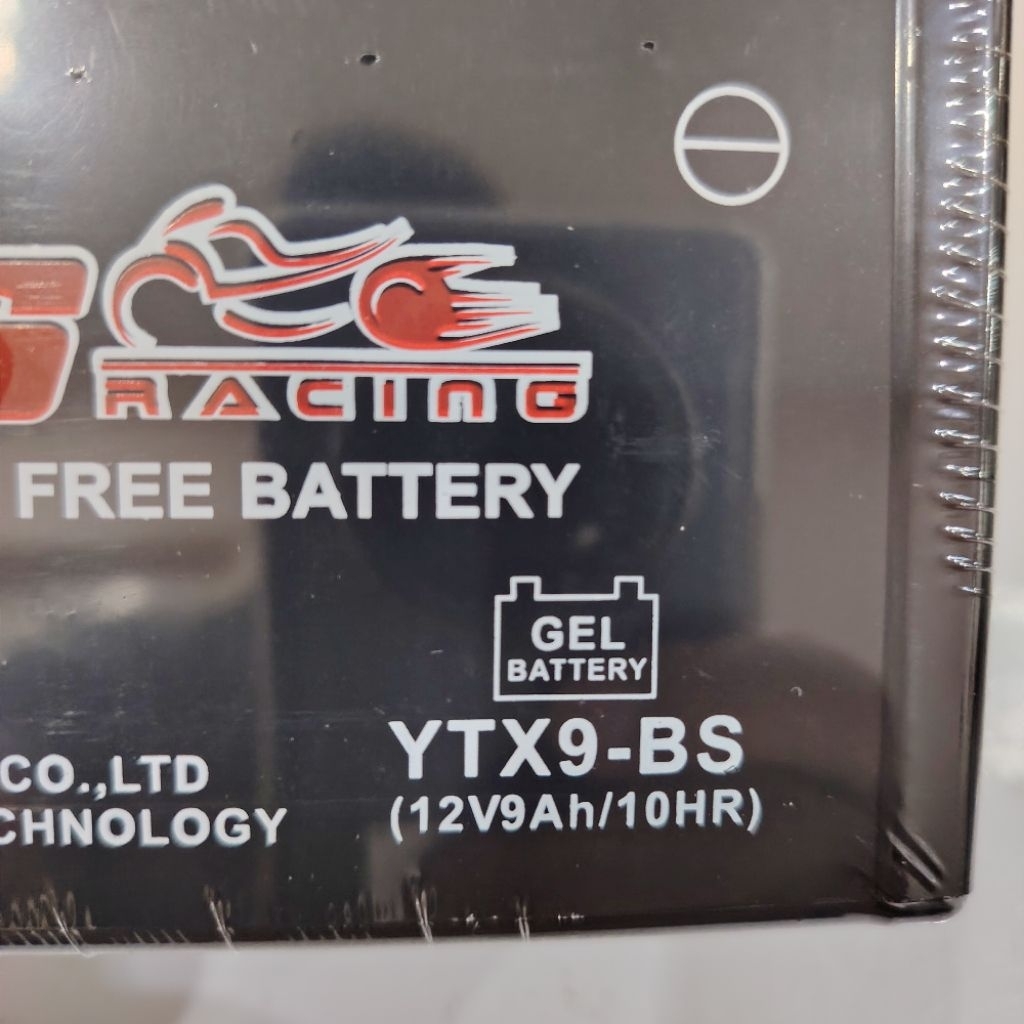 G
RACING
FREE BATTERY
GEL
BATTERY
YTX9-BS
(12V9Ah/10HR)
CO.,LTD
CHNOLOGY